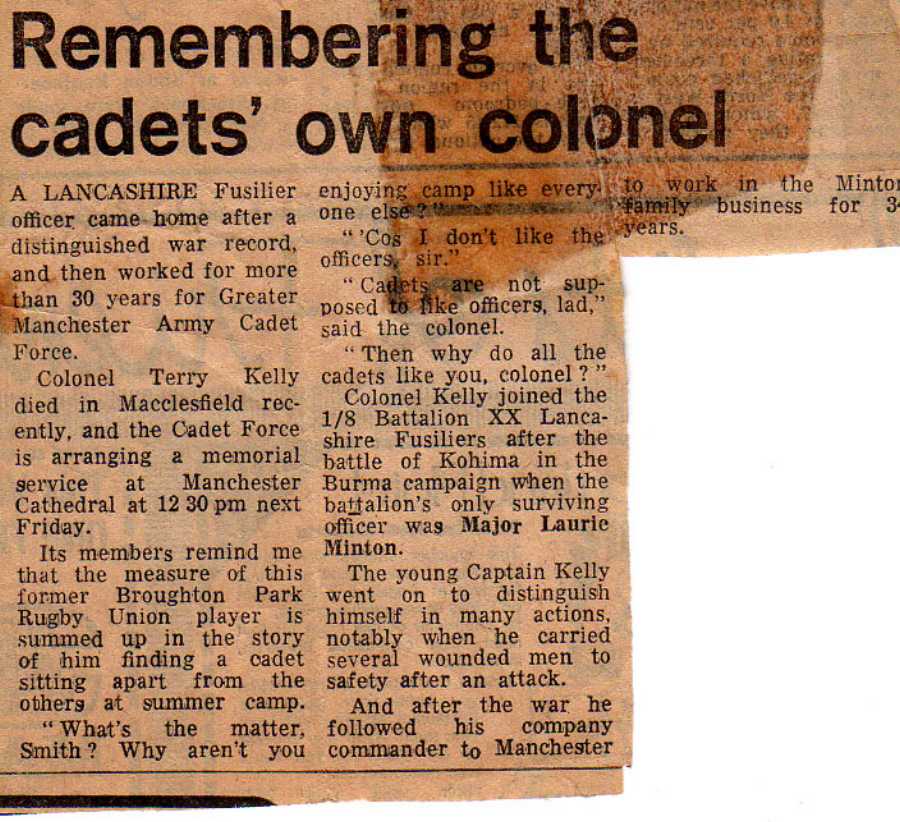 Remembering the
cadets' own colonel
A LANCASHIRE Fusilier
officer came home after a
distinguished war record,
and then worked for more
than 30 years for Greater
Manchester Army Cadet
Force.
Colonel Terry Kelly
died in Macclesfield rec-
ently, and the Cadet Force
is arranging a memorial
service at Manchester
Cathedral at 12 30 pm next
Friday.
Its members remind me
that the measure of this
former Broughton Park
Rugby Union player is
summed up in the story
of him finding a cadet
sitting apart from the
others at summer camp.
"What's the matter,
Smith? Why aren't you
enjoying camp like every-
one else?"
"'Cos I don't like the
officers, sir."
"Cadets are not sup-
posed to like officers, lad,"
said the colonel.
"Then why do all the
cadets like you, colonel?"
Colonel Kelly joined the
1/8 Battalion XX Lanca-
shire Fusiliers after the
battle of Kohima in the
Burma campaign when the
battalion's only surviving
officer was Major Laurie
Minton.
The young Captain Kelly
went on to distinguish
himself in many actions,
notably when he carried
several wounded men to
safety after an attack.
And after the war he
followed his company
commander to Manchester
to work in the Minton
family business for
years.